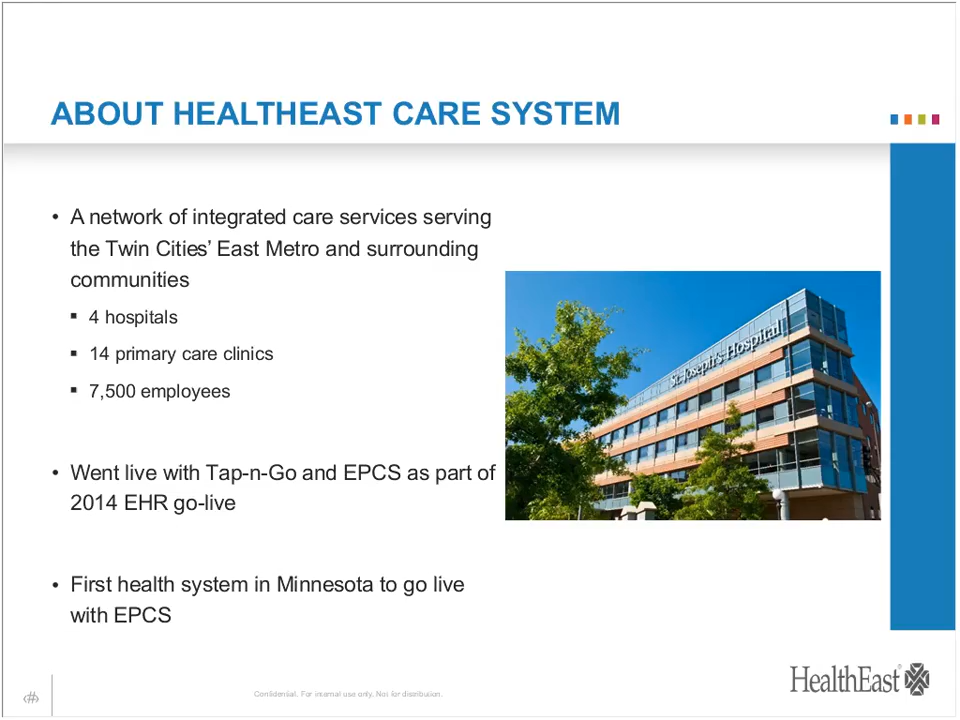 ABOUT HEALTHEAST CARE SYSTEM
• A network of integrated care services serving
the Twin Cities’ East Metro and surrounding
communities
▪ 4 hospitals
▪ 14 primary care clinics
▪ 7,500 employees
St. Joseph's Hospital
• Went live with Tap-n-Go and EPCS as part of
2014 EHR go-live
• First health system in Minnesota to go live
with EPCS
‹#›
Confidential. For internal use only. Not for distribution.
HealthEast®